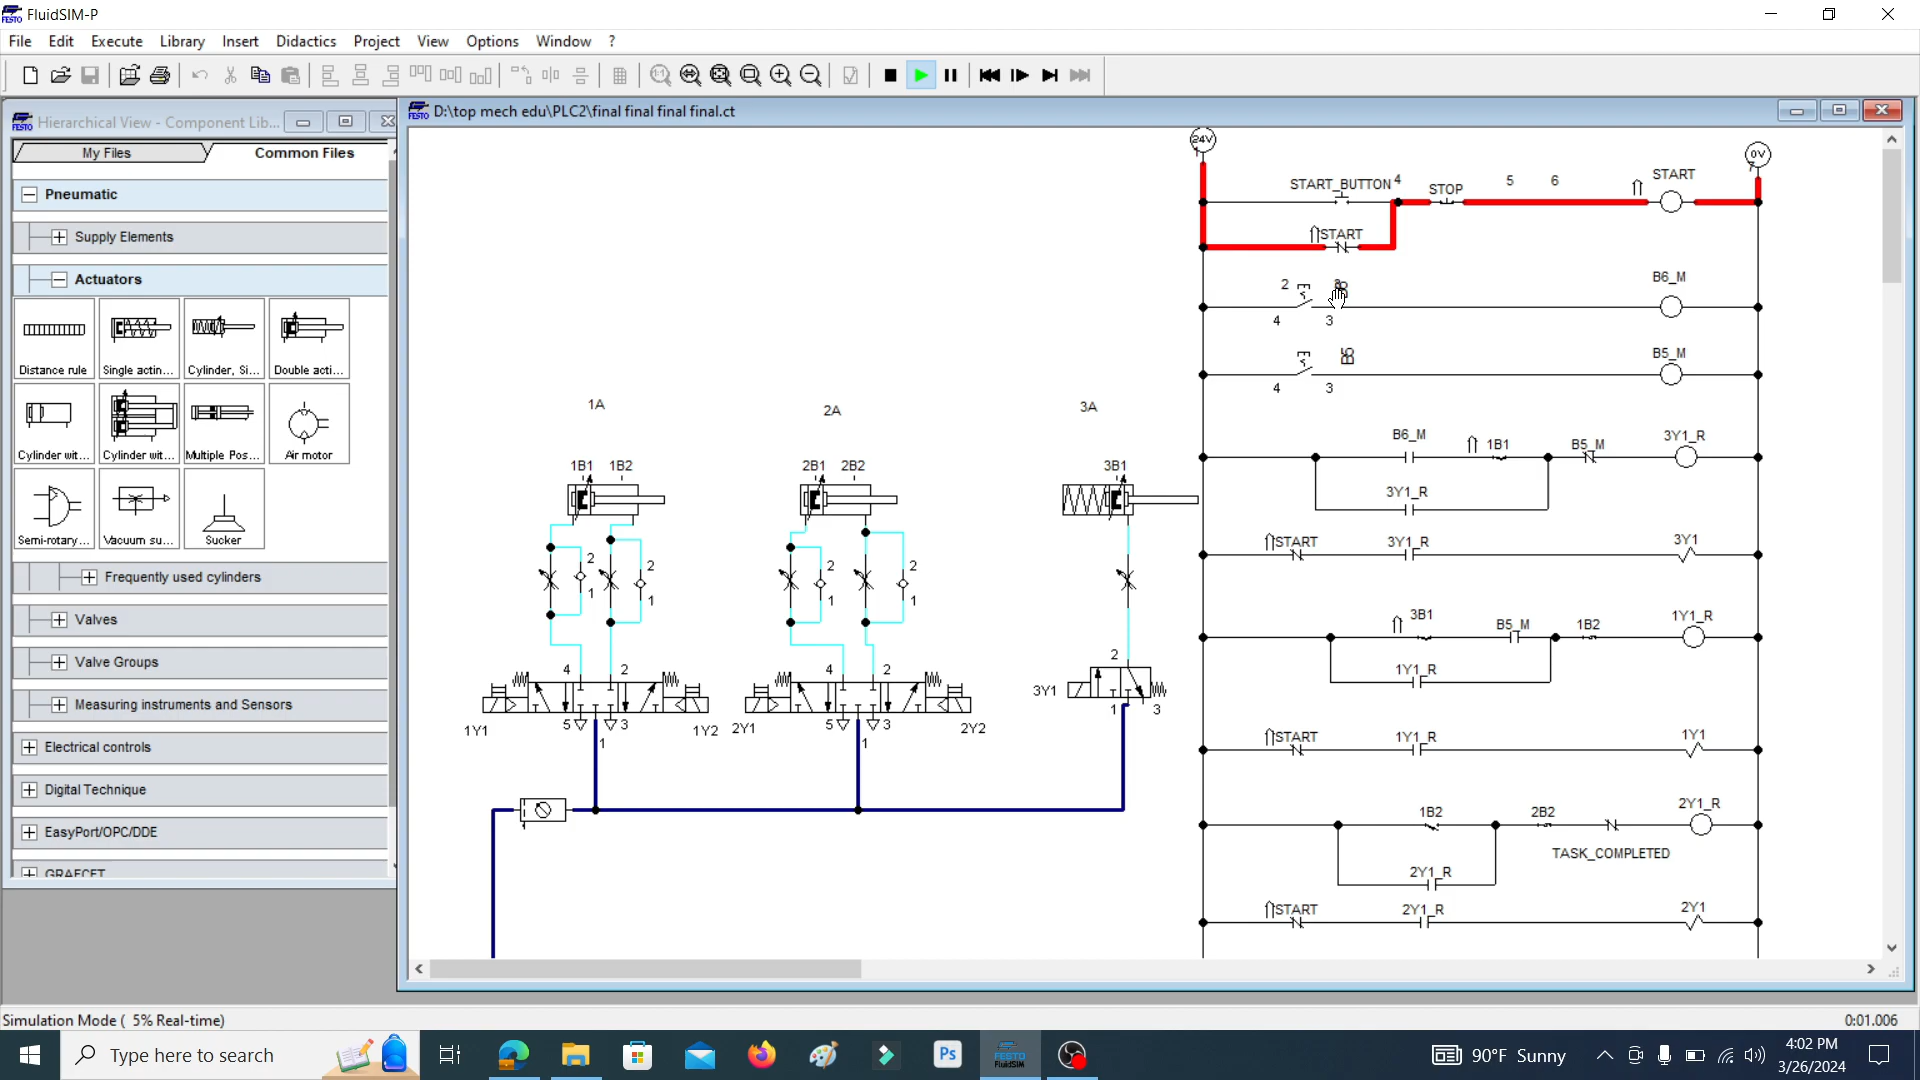 FluidSIM-P
File Edit Execute Library Insert Didactics Project View Options Window ?
Hierarchical View - Component Lib...
D:\top mech edu\PLC2\final final final final.ct
My Files Common Files
Pneumatic
Supply Elements
Actuators
Distance rule Single actin... Cylinder, Si... Double acti...
Cylinder wit... Cylinder wit... Multiple Pos... Air motor
Semi-rotary... Vacuum su... Sucker
Frequently used cylinders
Valves
Valve Groups
Measuring instruments and Sensors
Electrical controls
Digital Technique
EasyPort/OPC/DDE
GRAFCET
1A 2A 3A
1B1 1B2 2B1 2B2 3B1
2 2 2 2
1 1 1 1
4 2 4 2 2
5 3 5 3 1 3
1 1
1Y1 1Y2 2Y1 2Y2 3Y1
24V 0V
START_BUTTON 4 STOP 5 6 START
START
2 B6_M
4 3
B5 B5_M
4 3
B6_M 1B1 B5_M 3Y1_R
3Y1_R
START 3Y1_R 3Y1
3B1 B5_M 1B2 1Y1_R
1Y1_R
START 1Y1_R 1Y1
1B2 2B2 2Y1_R
TASK_COMPLETED
2Y1_R
START 2Y1_R 2Y1
Simulation Mode ( 5% Real-time) 0:01.006
Type here to search
Ps
FESTO
FluidSIM
90°F Sunny
4:02 PM
3/26/2024